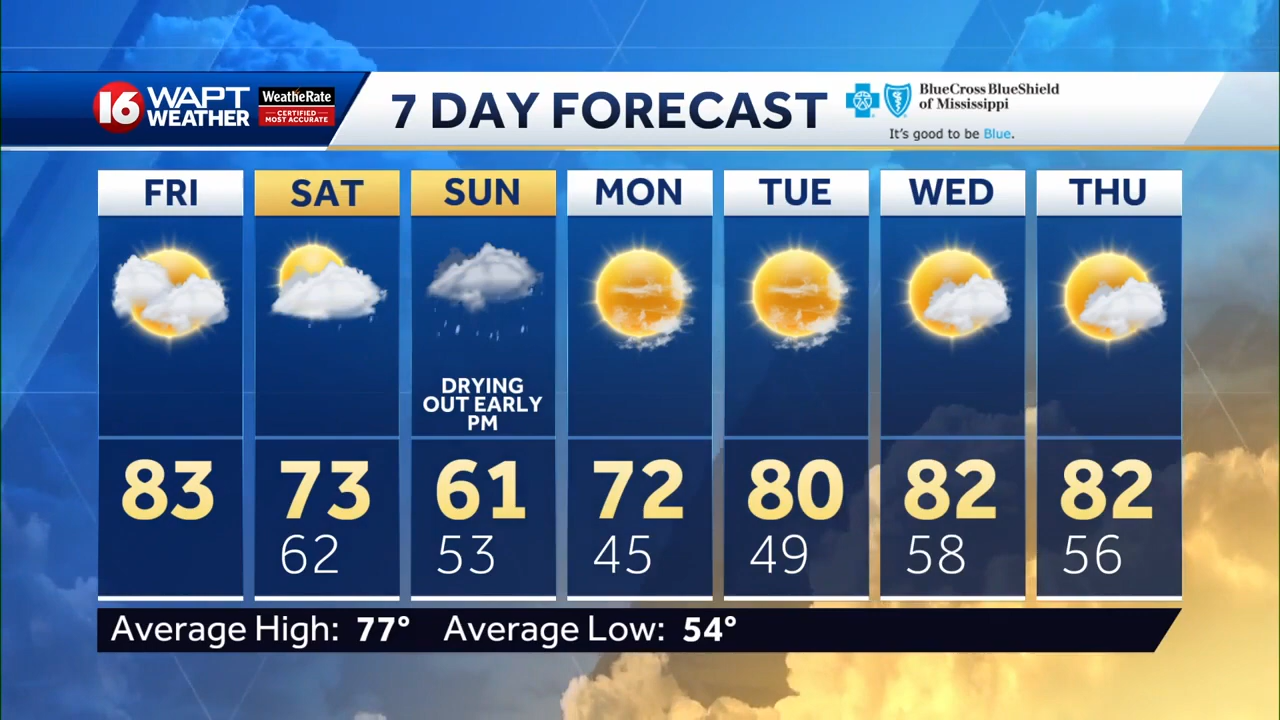 16 WAPT
WEATHER
WeatheRate
CERTIFIED
MOST ACCURATE
7 DAY FORECAST
BlueCross BlueShield
of Mississippi
It's good to be Blue.
FRI SAT SUN MON TUE WED THU
DRYING
OUT EARLY
PM
83 73 61 72 80 82 82
62 53 45 49 58 56
Average High: 77° Average Low: 54°